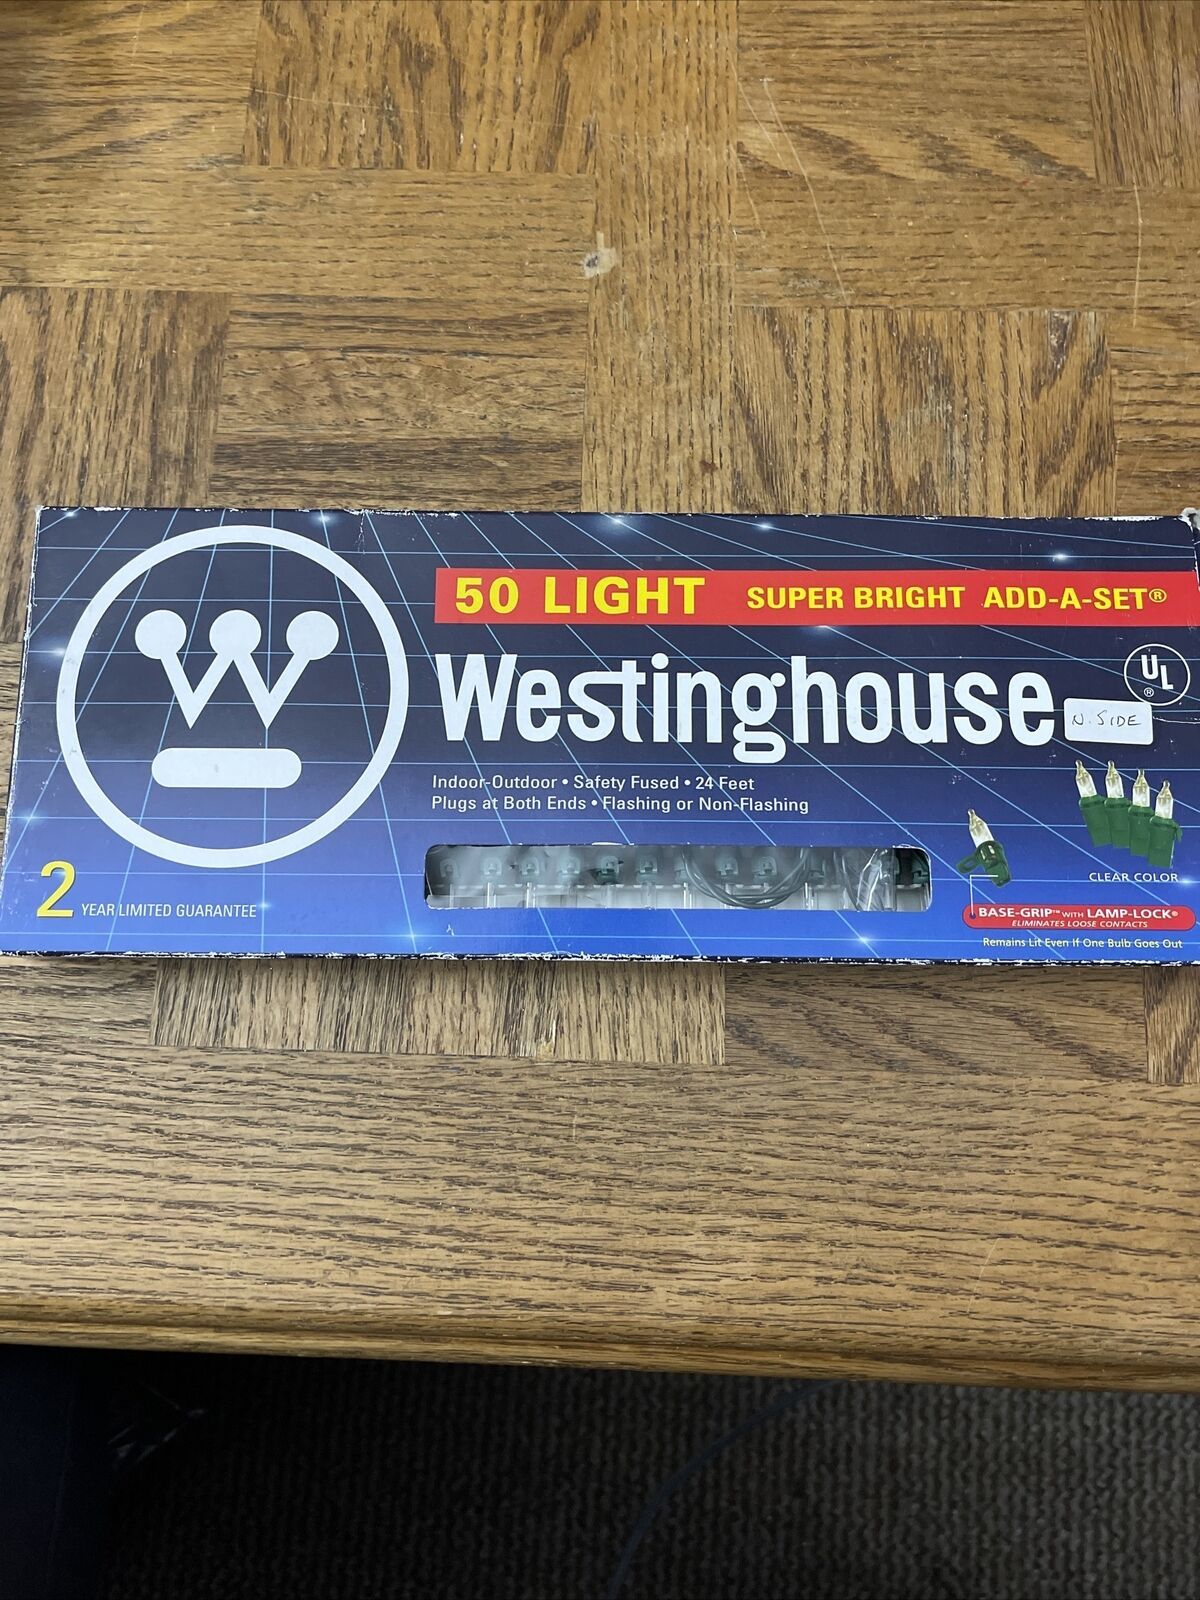 50 LIGHT SUPER BRIGHT ADD-A-SET®
W
Westinghouse
UL
®
N. SIDE
Indoor-Outdoor • Safety Fused • 24 Feet
Plugs at Both Ends • Flashing or Non-Flashing
2 YEAR LIMITED GUARANTEE
CLEAR COLOR
BASE-GRIP™ WITH LAMP-LOCK®
ELIMINATES LOOSE CONTACTS
Remains Lit Even If One Bulb Goes Out